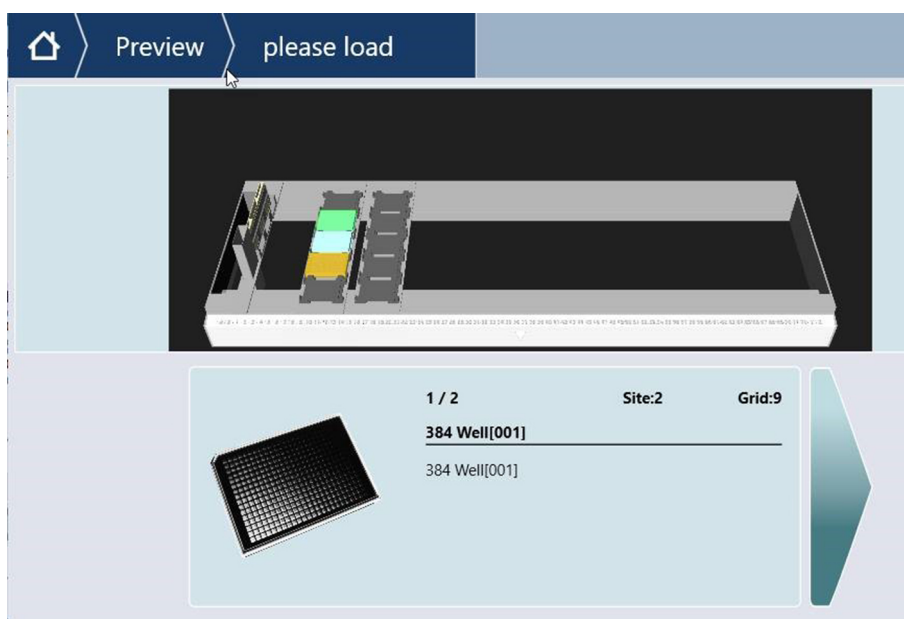 Preview
please load
1 / 2 Site:2 Grid:9
384 Well[001]
384 Well[001]